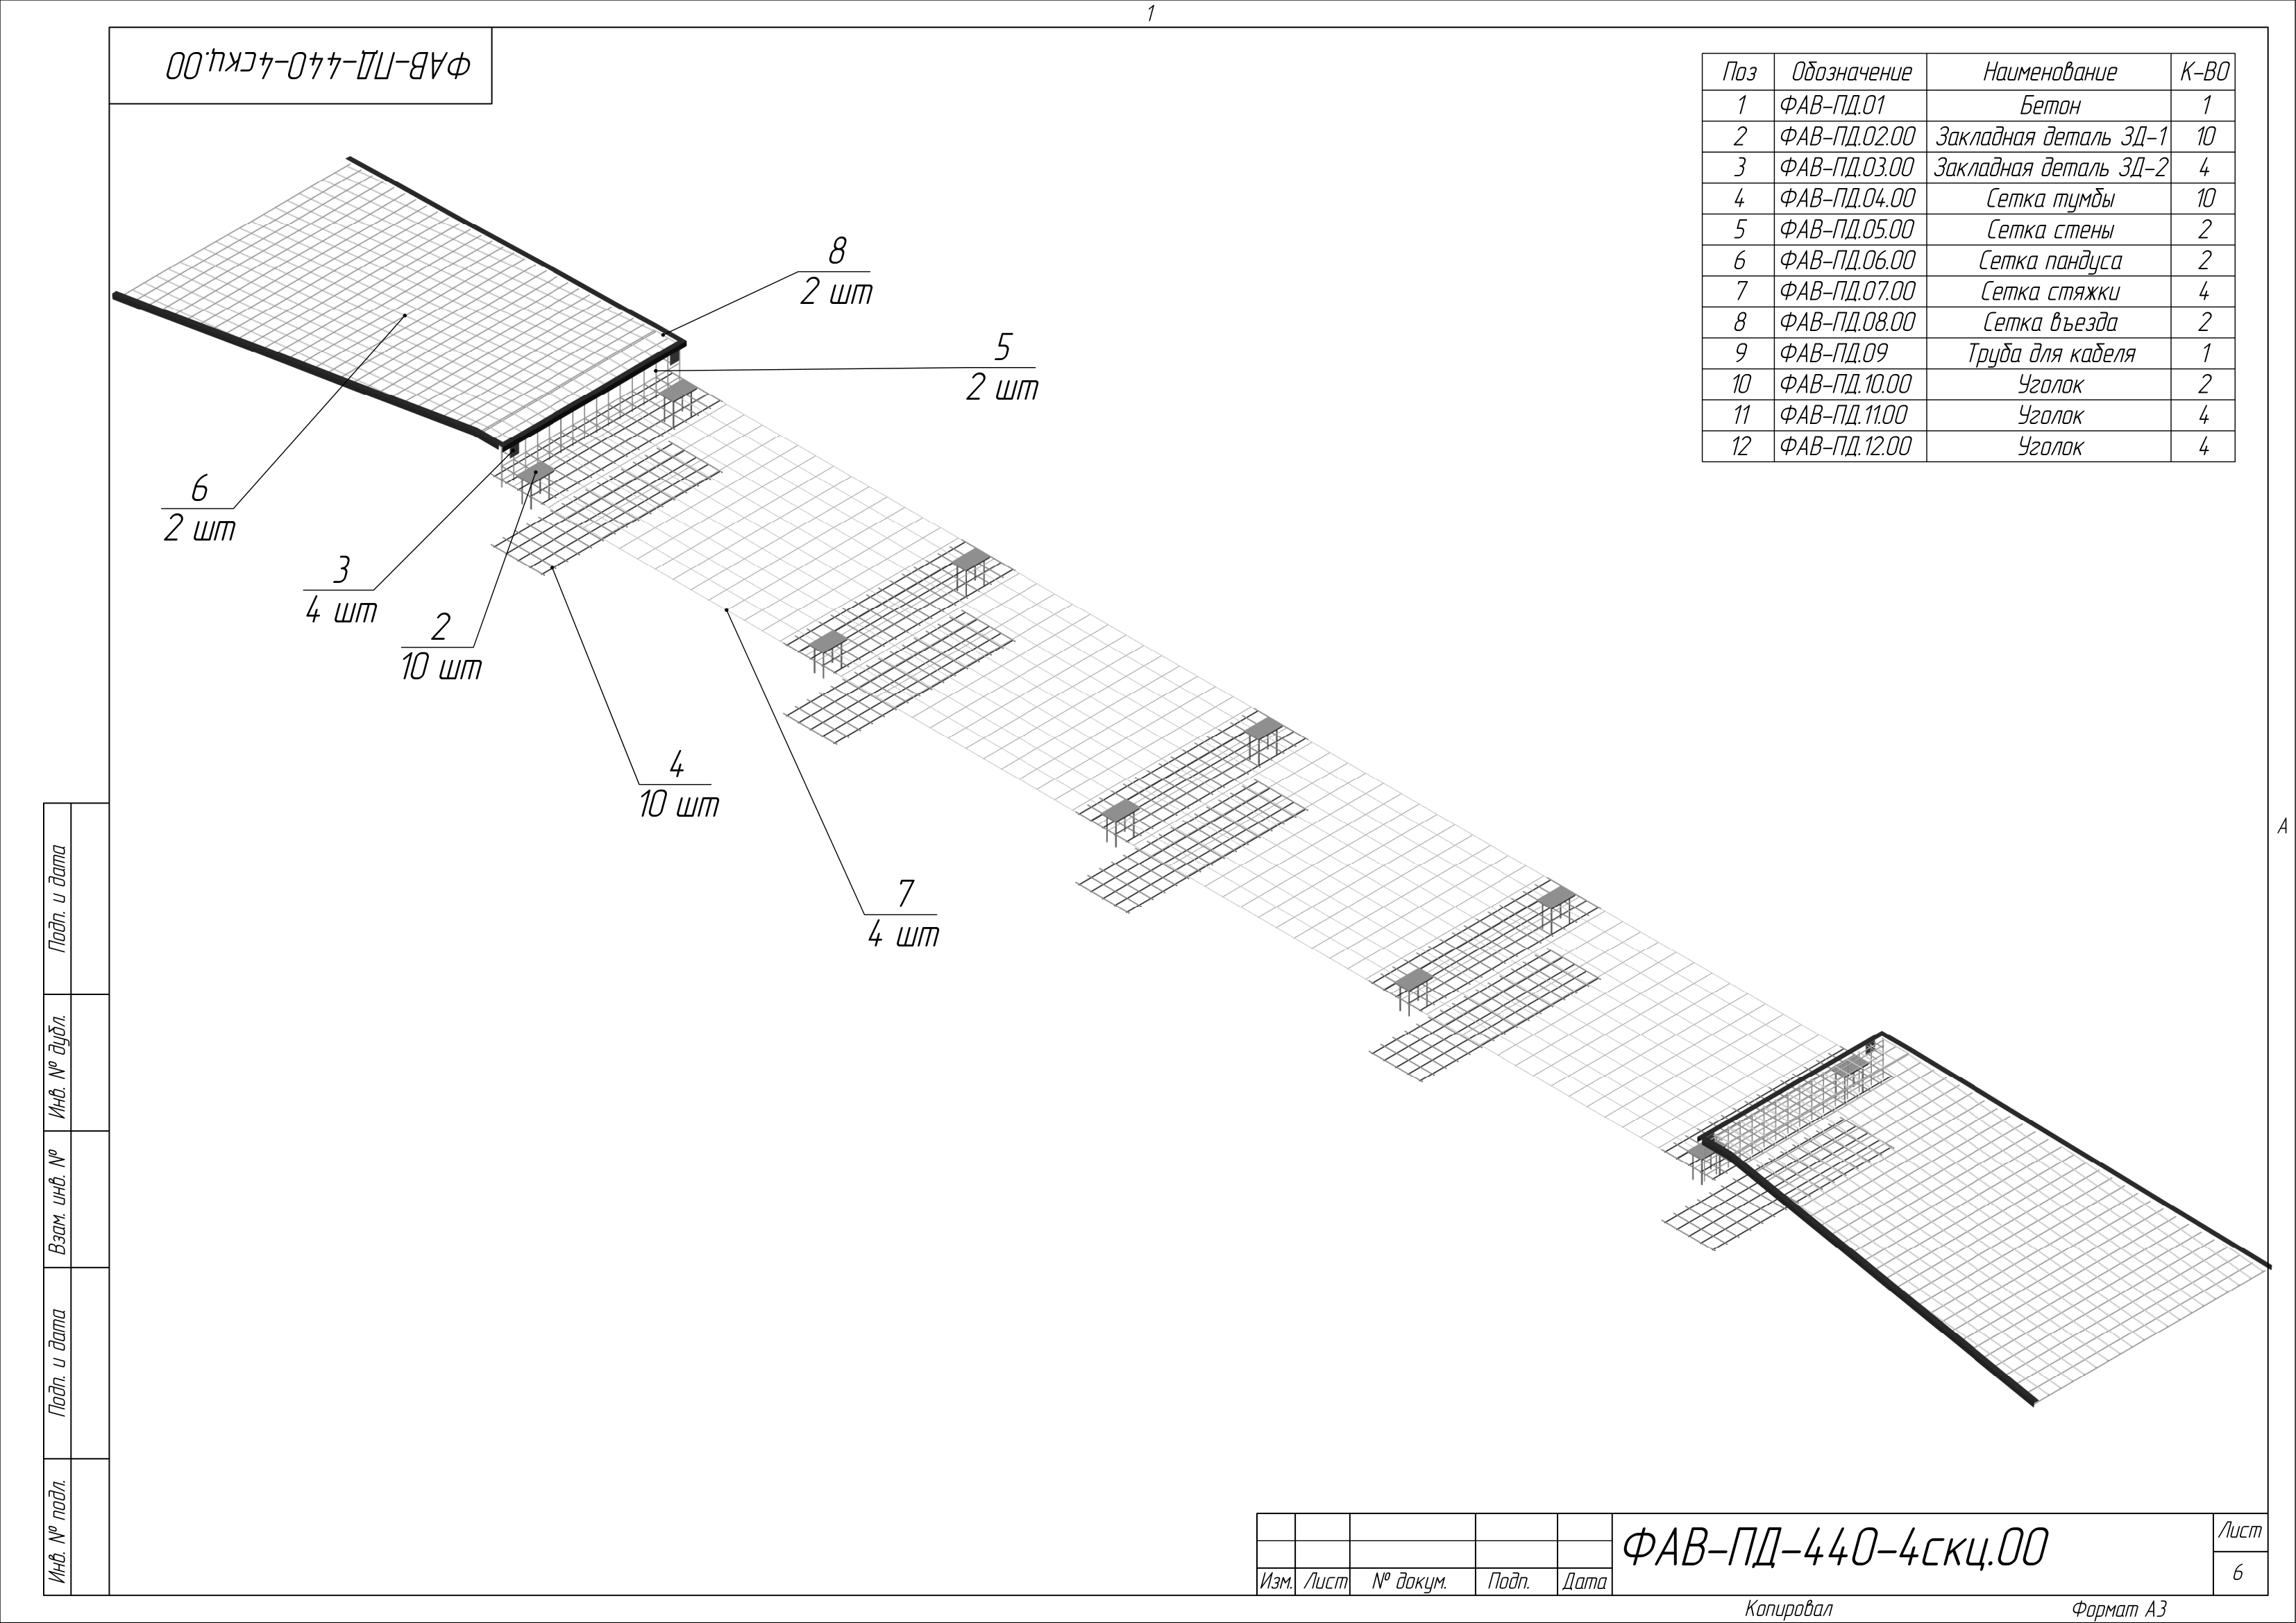 1
ФАВ-ПД-440-4скц.00
Поз Обозначение Наименование К-ВО
1 ФАВ-ПД.01 Бетон 1
2 ФАВ-ПД.02.00 Закладная деталь ЗД-1 10
3 ФАВ-ПД.03.00 Закладная деталь ЗД-2 4
4 ФАВ-ПД.04.00 Сетка тумбы 10
5 ФАВ-ПД.05.00 Сетка стены 2
6 ФАВ-ПД.06.00 Сетка пандуса 2
7 ФАВ-ПД.07.00 Сетка стяжки 4
8 ФАВ-ПД.08.00 Сетка въезда 2
9 ФАВ-ПД.09 Труба для кабеля 1
10 ФАВ-ПД.10.00 Уголок 2
11 ФАВ-ПД.11.00 Уголок 4
12 ФАВ-ПД.12.00 Уголок 4
8
2 шт
5
2 шт
6
2 шт
3
4 шт
2
10 шт
4
10 шт
7
4 шт
А
Подп. и дата
Инв. № дубл.
Взам. инв. №
Подп. и дата
Инв. № подл.
Изм. Лист № докум. Подп. Дата
ФАВ-ПД-440-4скц.00
Лист
6
Копировал Формат А3